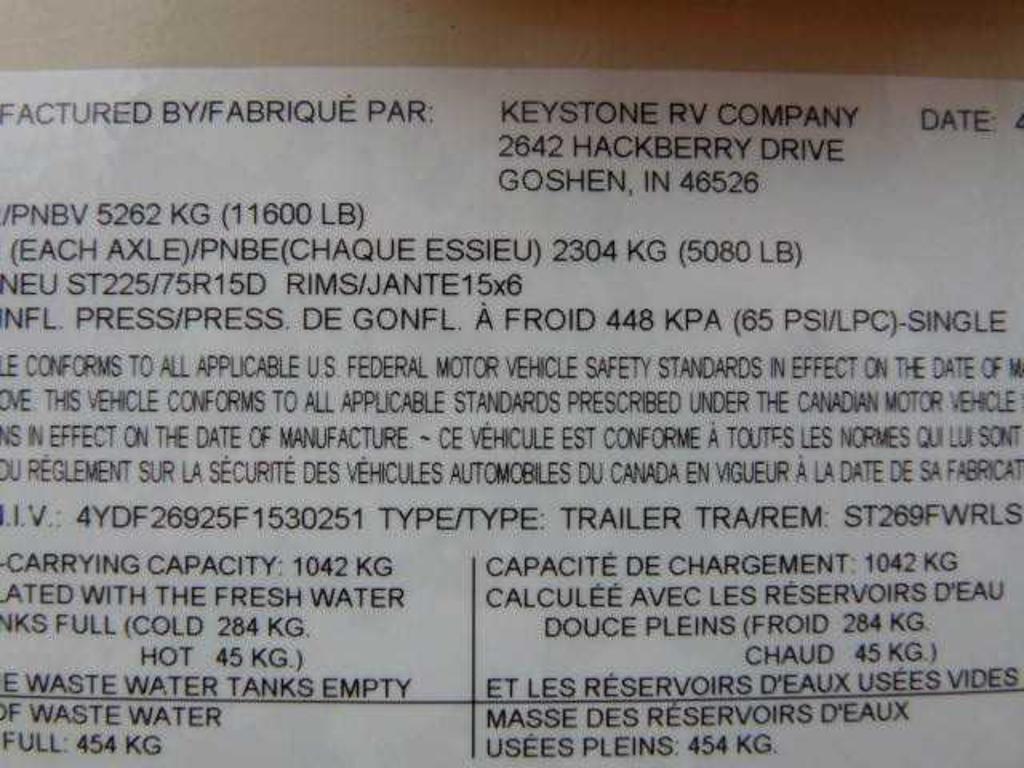 FACTURED BY/FABRIQUÉ PAR: KEYSTONE RV COMPANY DATE: 4
2642 HACKBERRY DRIVE
GOSHEN, IN 46526
/PNBV 5262 KG (11600 LB)
(EACH AXLE)/PNBE(CHAQUE ESSIEU) 2304 KG (5080 LB)
NEU ST225/75R15D RIMS/JANTE15x6
INFL. PRESS/PRESS. DE GONFL. À FROID 448 KPA (65 PSI/LPC)-SINGLE
LE CONFORMS TO ALL APPLICABLE U.S. FEDERAL MOTOR VEHICLE SAFETY STANDARDS IN EFFECT ON THE DATE OF MA
OVE. THIS VEHICLE CONFORMS TO ALL APPLICABLE STANDARDS PRESCRIBED UNDER THE CANADIAN MOTOR VEHICLE
NS IN EFFECT ON THE DATE OF MANUFACTURE. ~ CE VÉHICULE EST CONFORME À TOUTES LES NORMES QUI LUI SONT
DU RÈGLEMENT SUR LA SÉCURITÉ DES VÉHICULES AUTOMOBILES DU CANADA EN VIGUEUR À LA DATE DE SA FABRICAT
.I.V.: 4YDF26925F1530251 TYPE/TYPE: TRAILER TRA/REM: ST269FWRLS
-CARRYING CAPACITY: 1042 KG
LATED WITH THE FRESH WATER
NKS FULL (COLD 284 KG.
HOT 45 KG.)
E WASTE WATER TANKS EMPTY
OF WASTE WATER
FULL: 454 KG
CAPACITÉ DE CHARGEMENT: 1042 KG
CALCULÉÉ AVEC LES RÉSERVOIRS D'EAU
DOUCE PLEINS (FROID 284 KG.
CHAUD 45 KG.)
ET LES RÉSERVOIRS D'EAUX USÉES VIDES
MASSE DES RÉSERVOIRS D'EAUX
USÉES PLEINS: 454 KG.